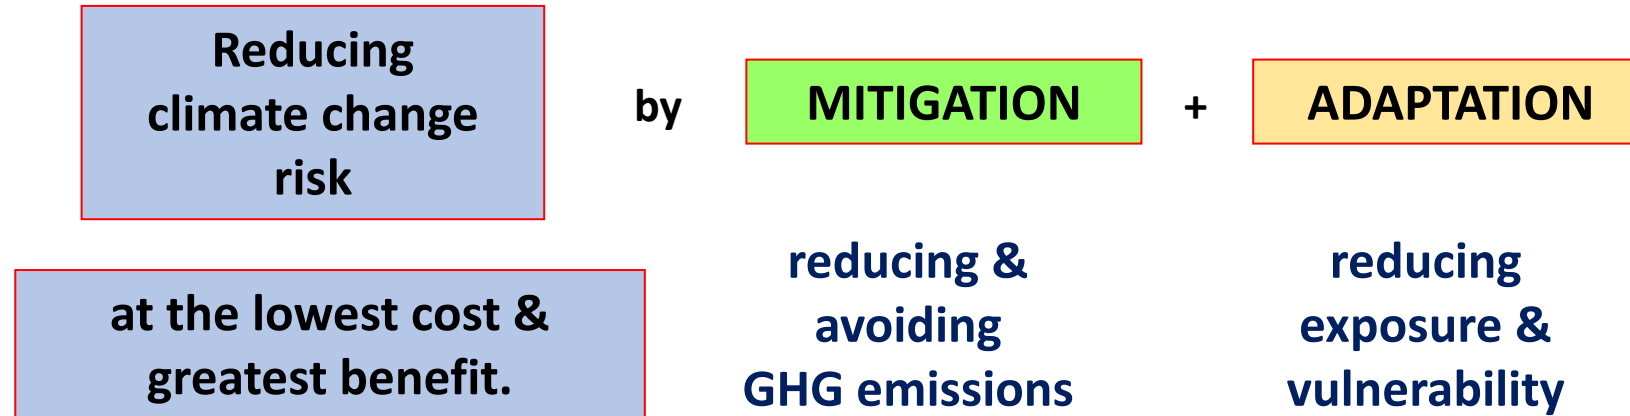 Reducing
climate change
risk
by
MITIGATION
+
ADAPTATION
at the lowest cost &
greatest benefit.
reducing &
avoiding
GHG emissions
reducing
exposure &
vulnerability